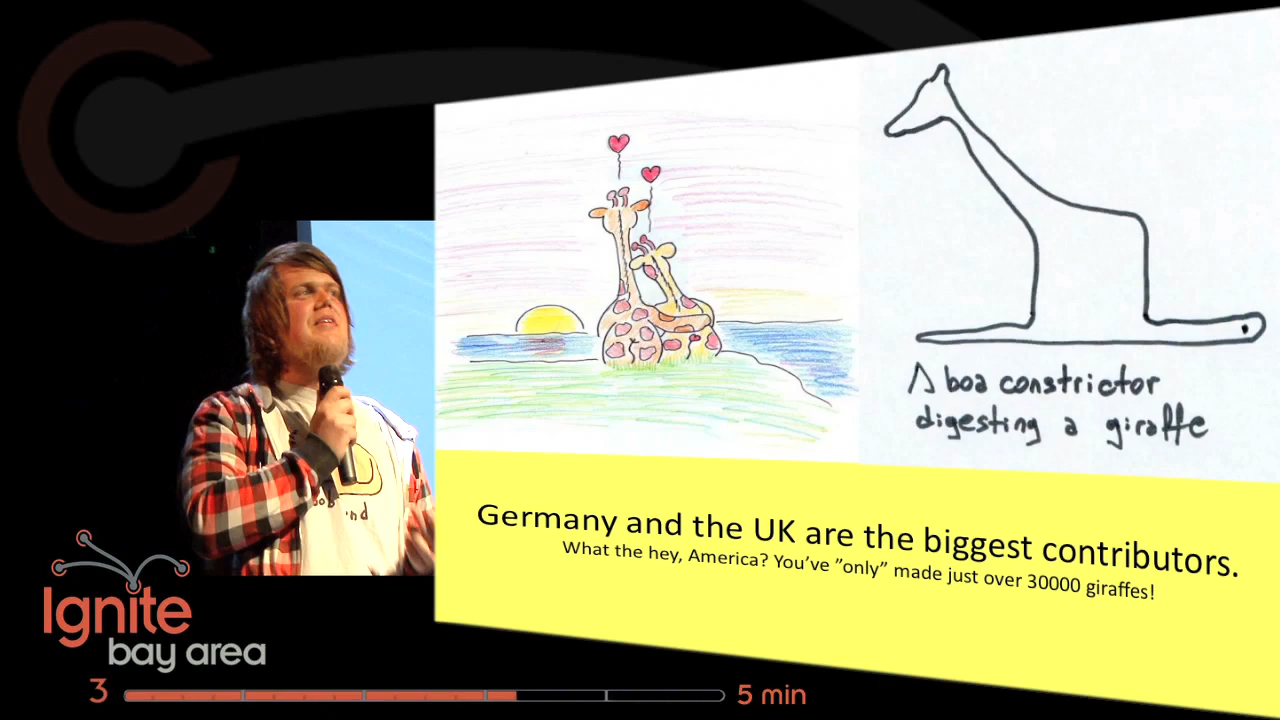 A boa constrictor
digesting a giraffe
Germany and the UK are the biggest contributors.
What the hey, America? You've ”only” made just over 30000 giraffes!
Ignite
bay area
3
5 min